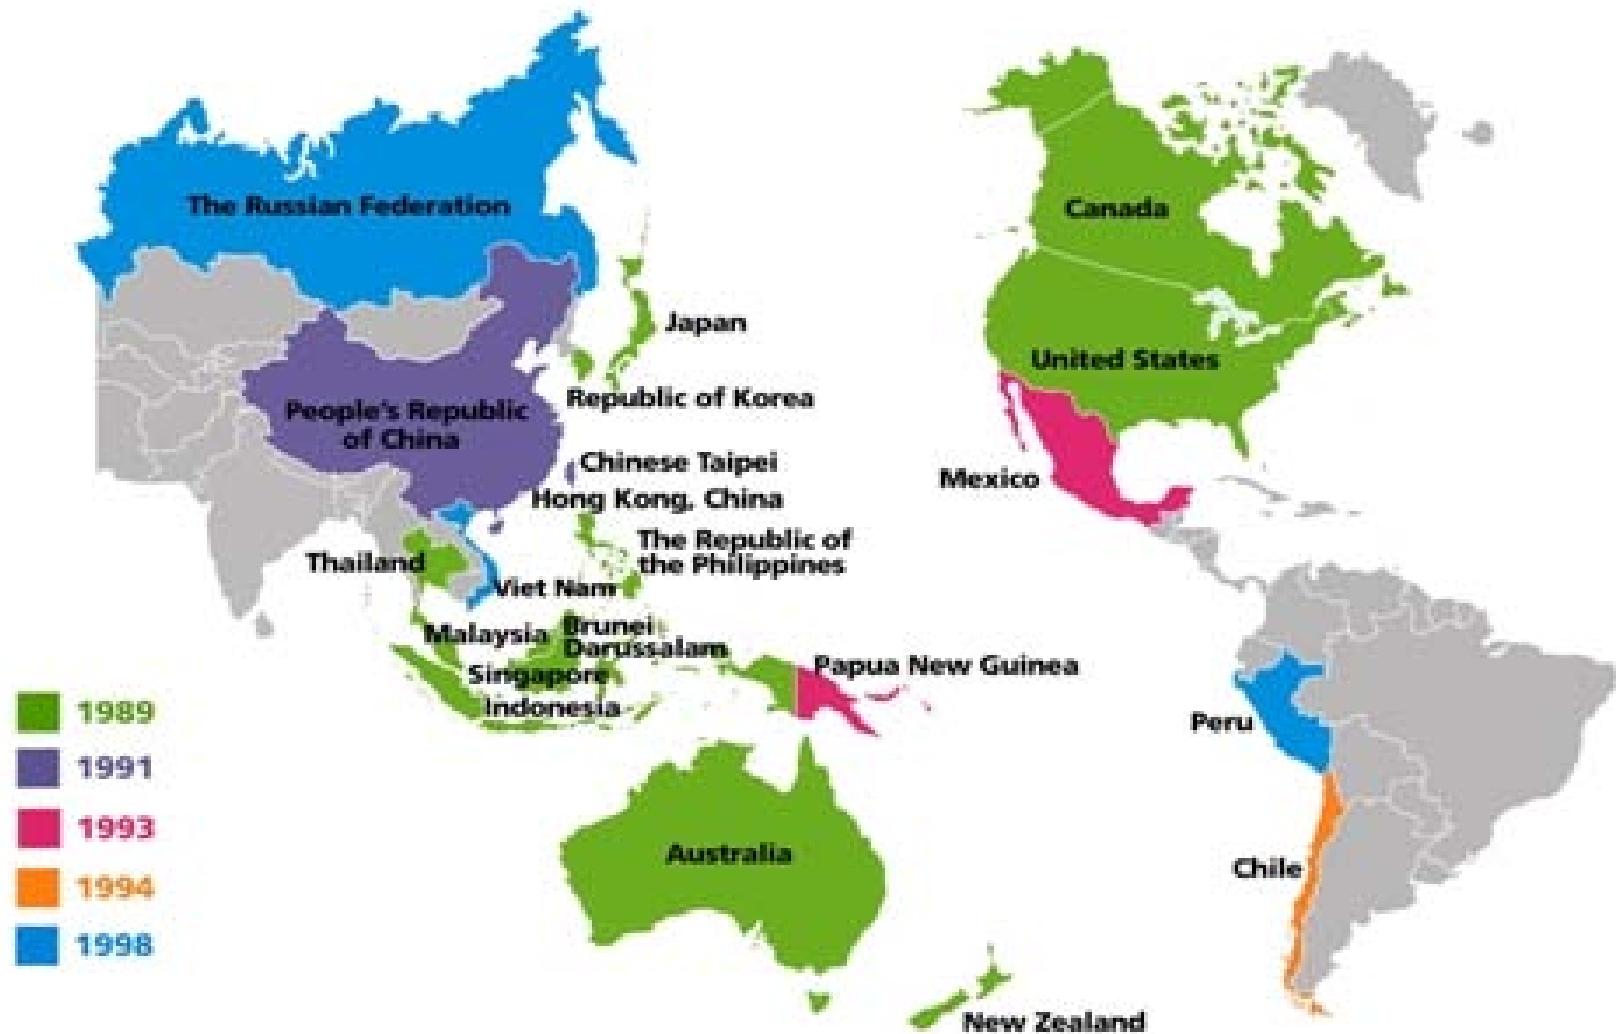 The Russian Federation
Canada
Japan
United States
Republic of Korea
People's Republic
of China
Chinese Taipei
Mexico
Hong Kong, China
The Republic of
the Philippines
Thailand
Viet Nam
Malaysia
Brunei
Darussalam
Singapore
Papua New Guinea
Indonesia
Peru
Australia
Chile
New Zealand
1989
1991
1993
1994
1998